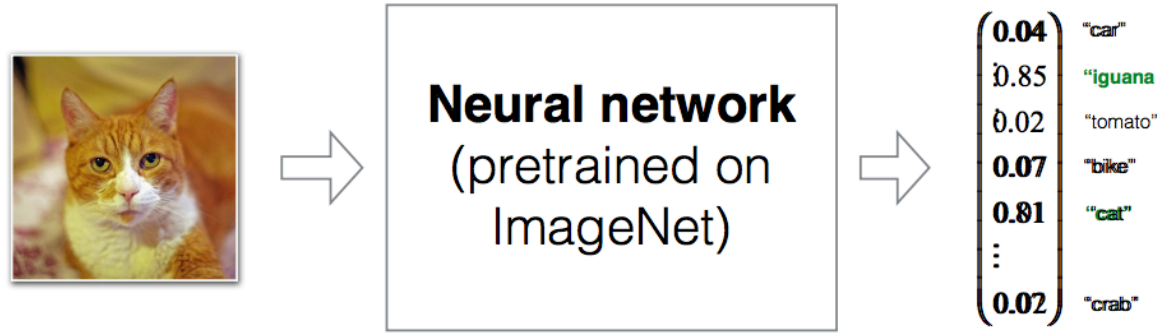 Neural network
(pretrained on
ImageNet)
0.04 "car"
0.85 "iguana
0.02 "tomato"
0.07 "bike"
"cat"
0.02 "crab"